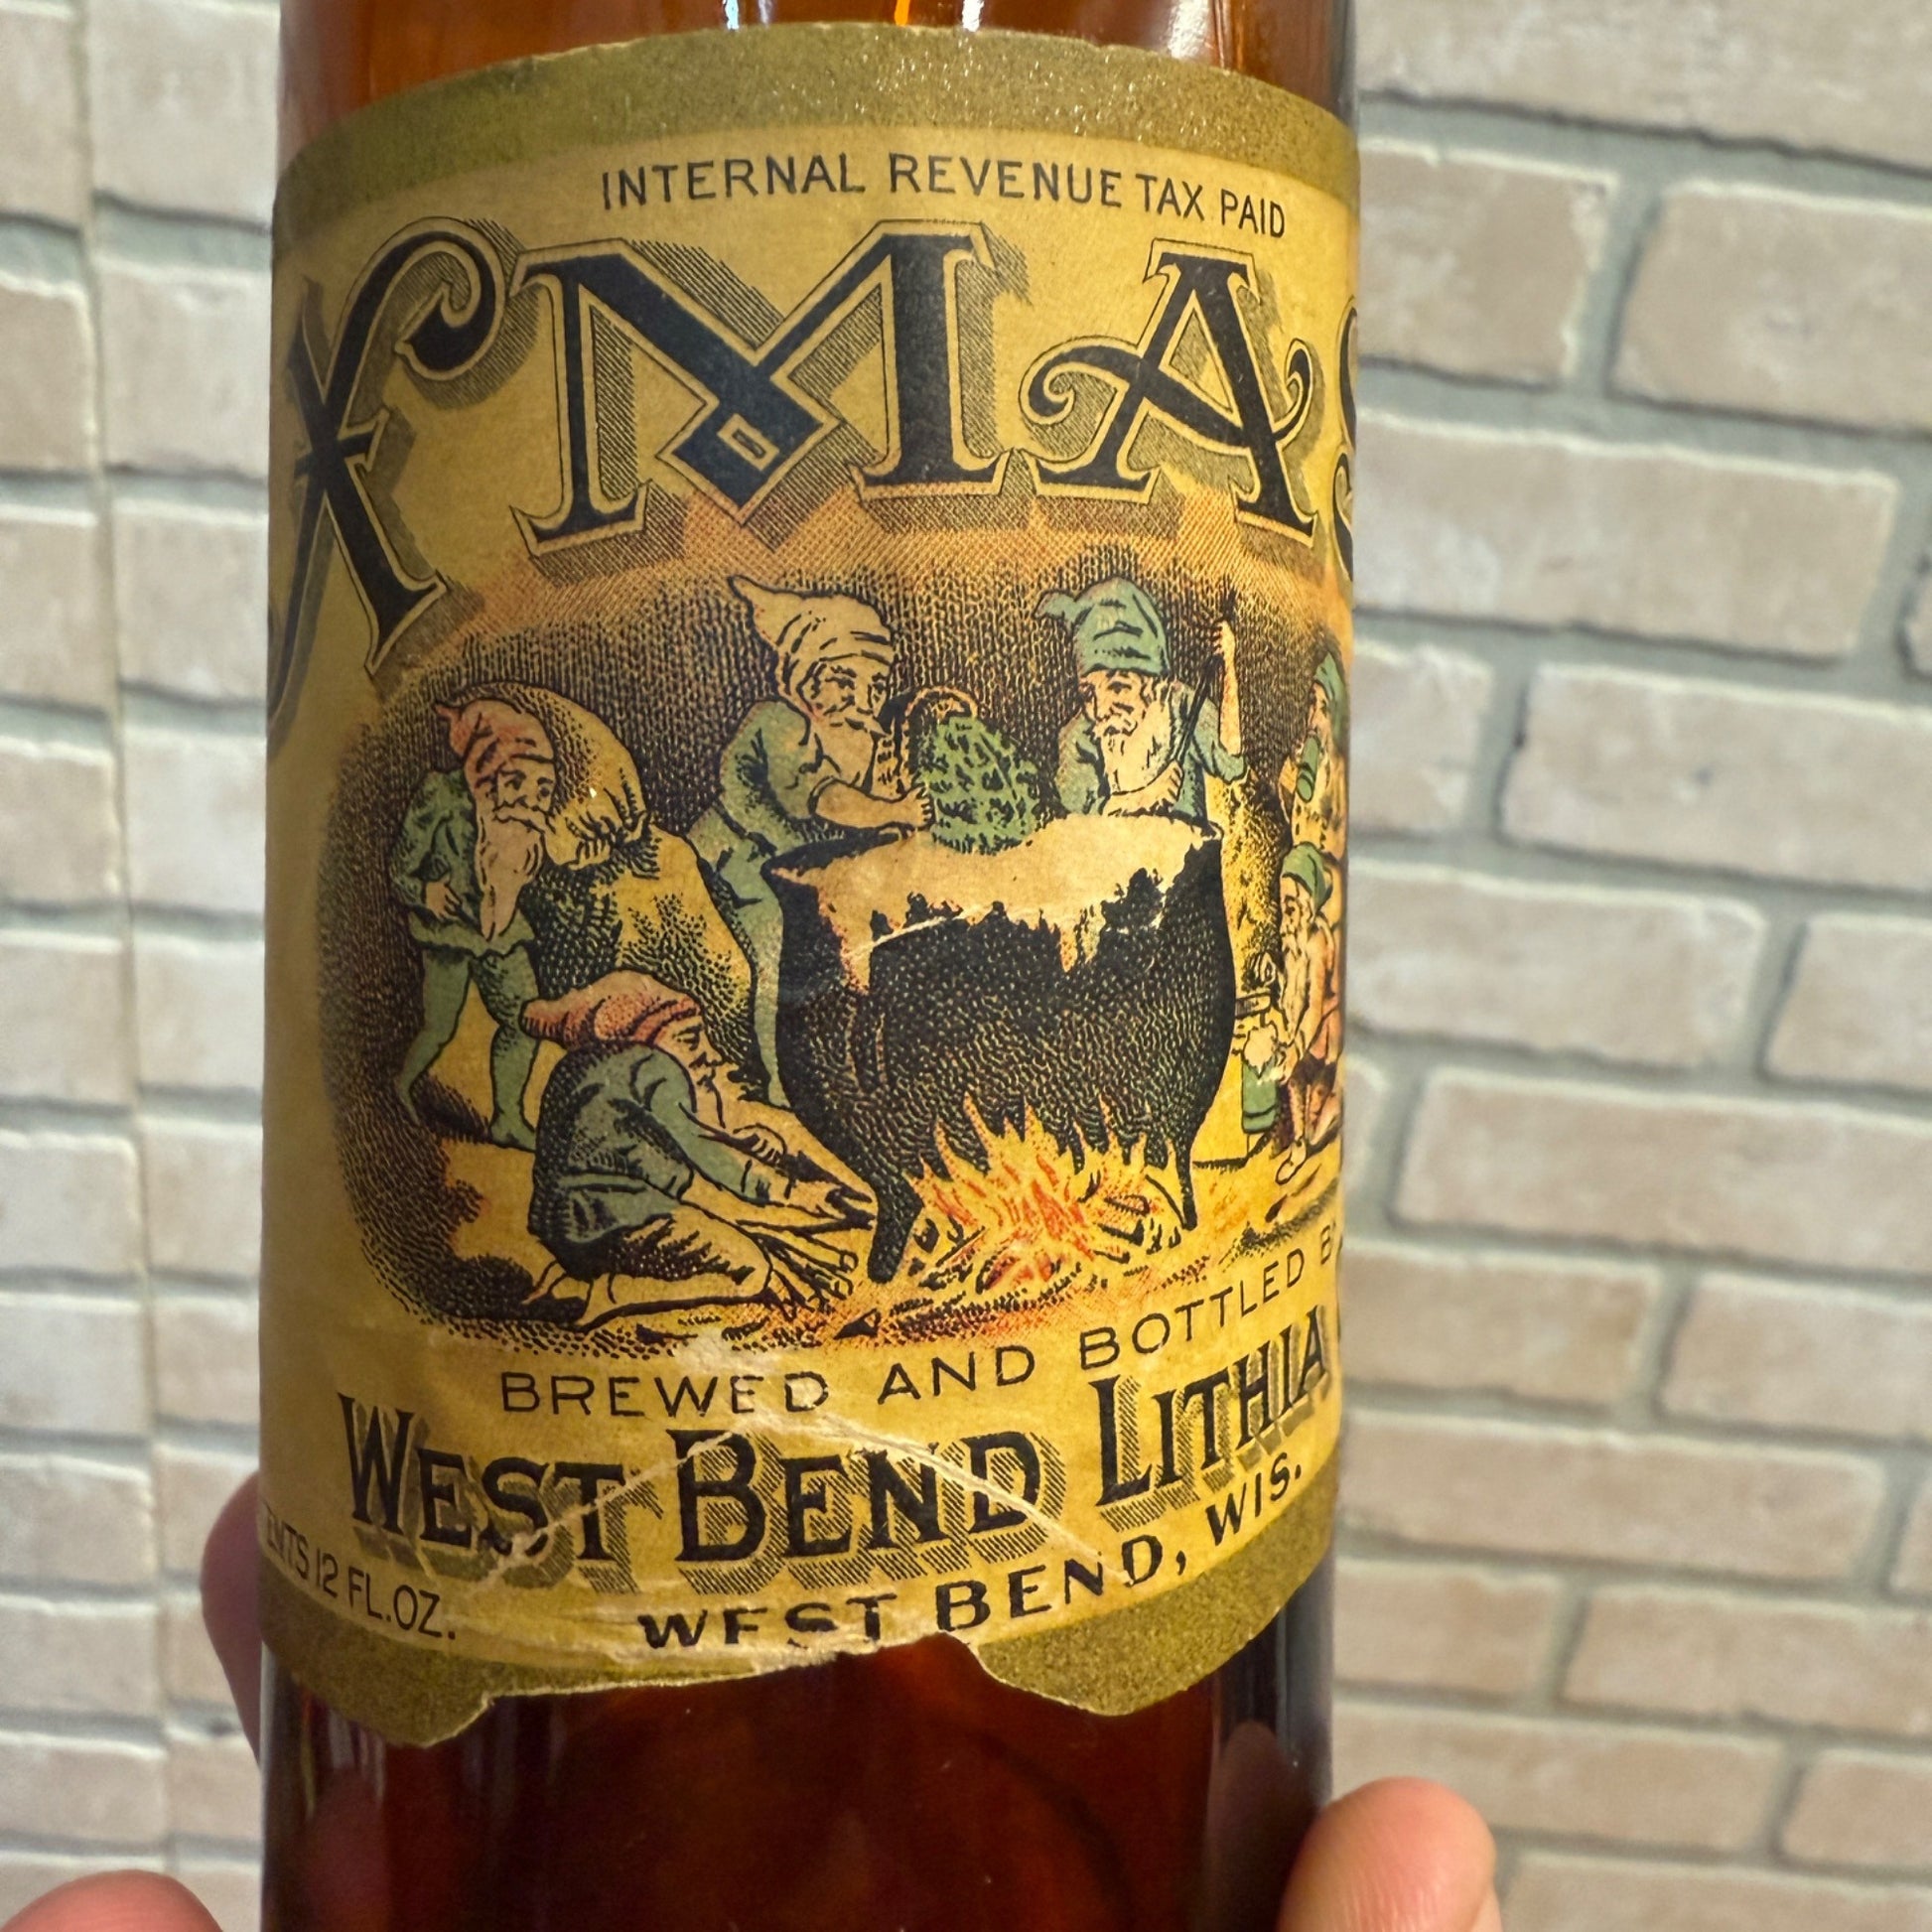 INTERNAL REVENUE TAX PAID
XMAS
BREWED AND BOTTLED
WEST BEND LITHIA
12 FL.OZ.
WEST BEND, WIS.